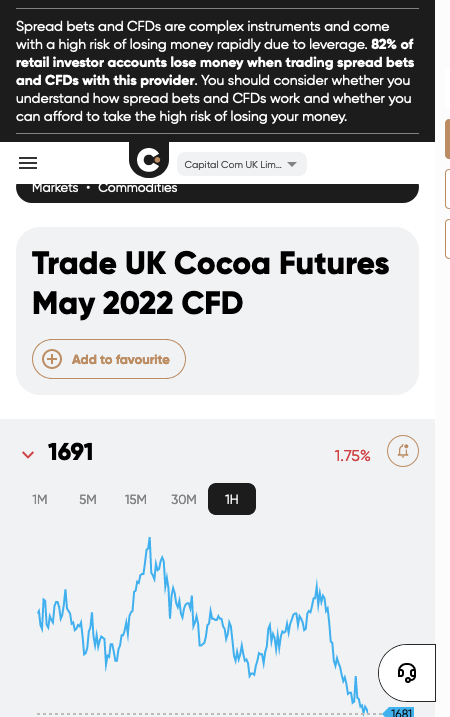 Spread bets and CFDs are complex instruments and come
with a high risk of losing money rapidly due to leverage. 82% of
retail investor accounts lose money when trading spread bets
and CFDs with this provider. You should consider whether you
understand how spread bets and CFDs work and whether you
can afford to take the high risk of losing your money.
Capital Com UK Lim...
Markets • Commodities
Trade UK Cocoa Futures
May 2022 CFD
Add to favourite
1691
1.75%
1M 5M 15M 30M 1H
1681